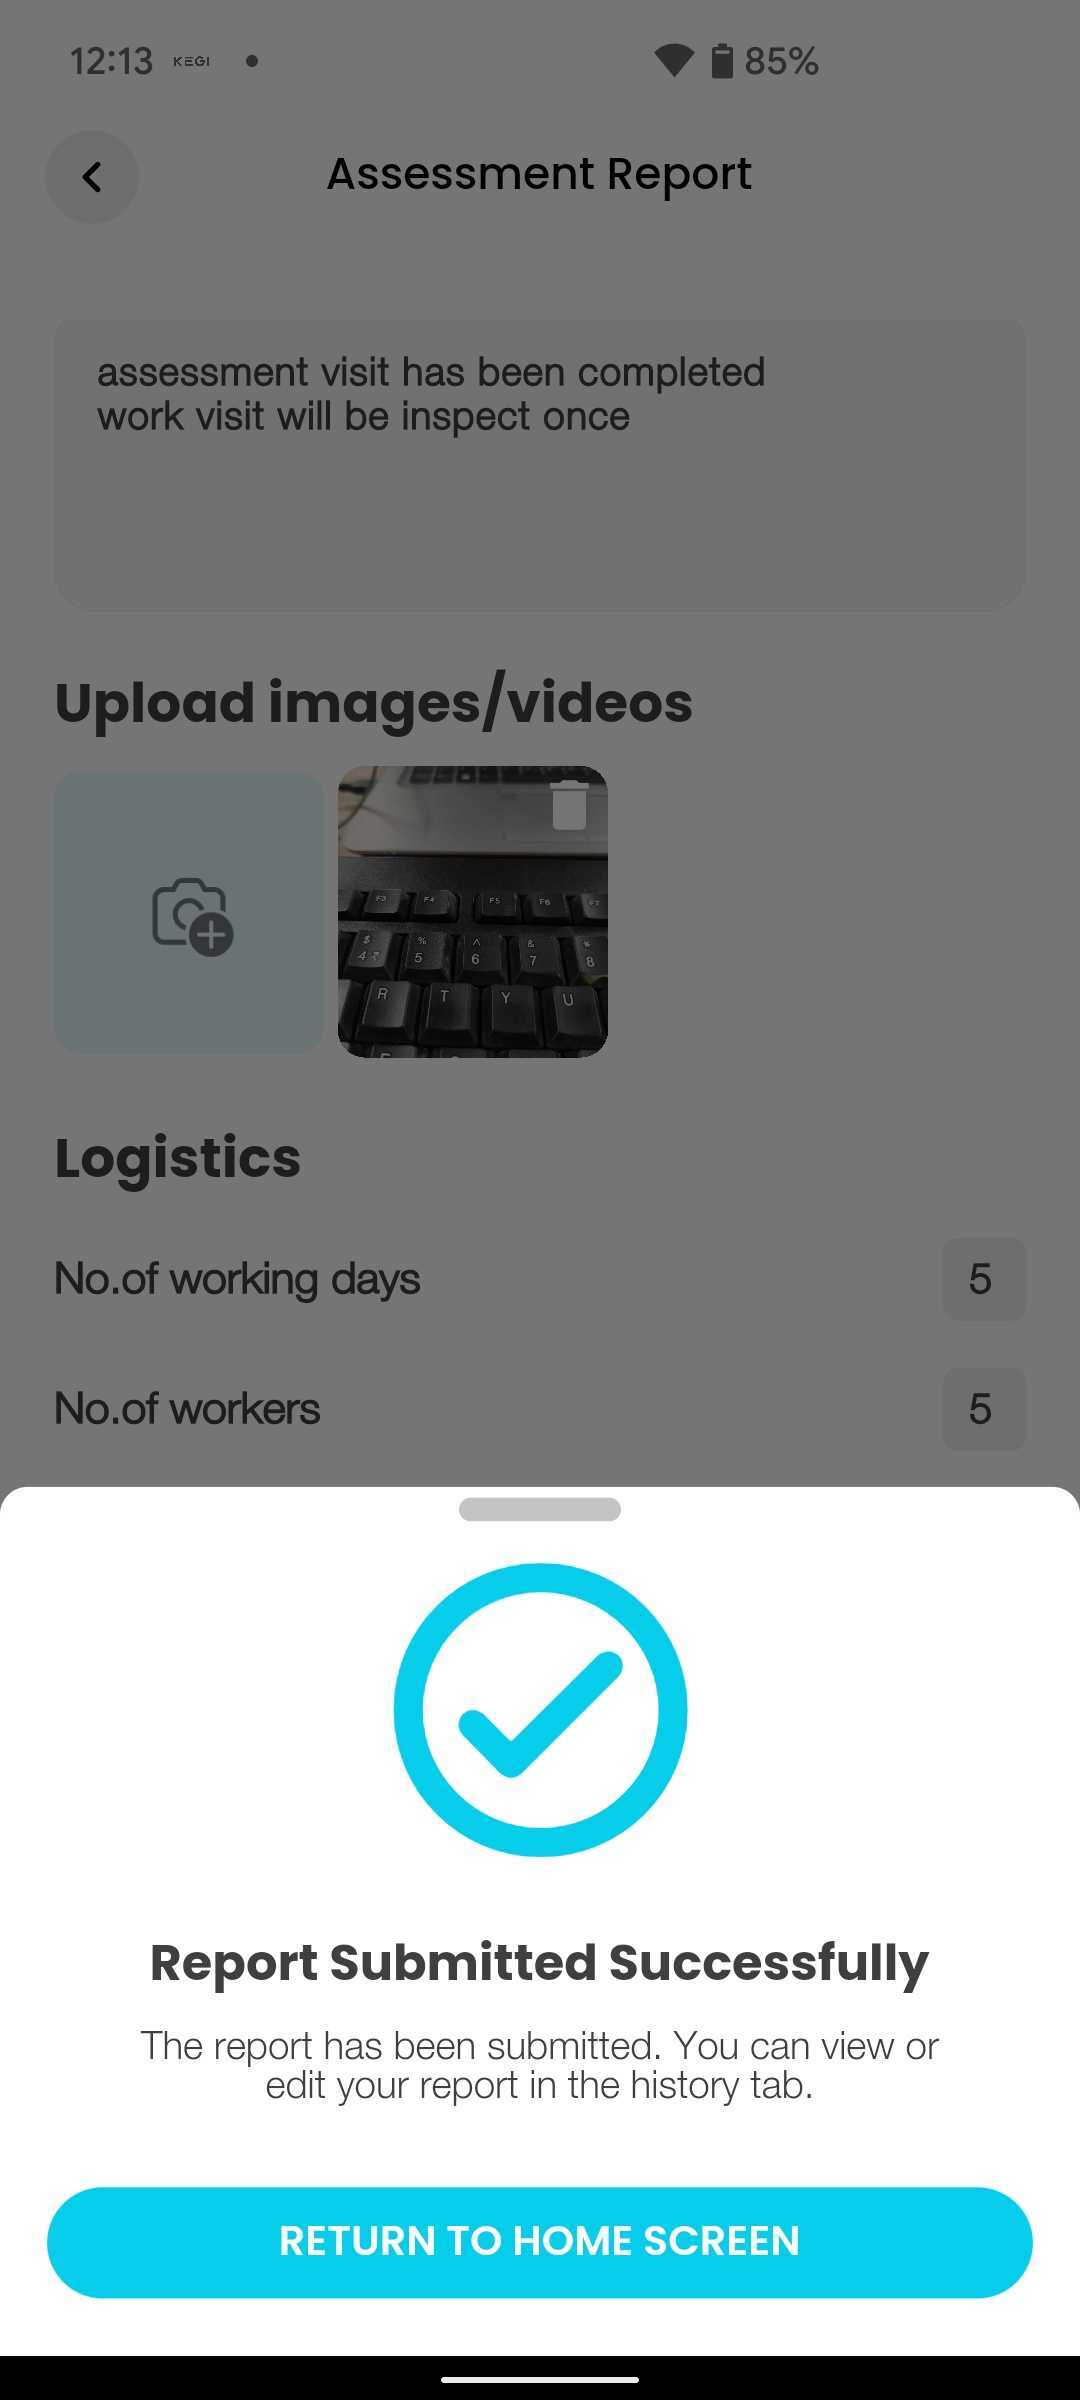 12:13 KEGI 85%
Assessment Report
assessment visit has been completed
work visit will be inspect once
Upload images/videos
F3 F4 F5 F6 F7
$ % ^ & *
4 ₹ 5 6 7 8
R T Y U
Logistics
No.of working days 5
No.of workers 5
Report Submitted Successfully
The report has been submitted. You can view or
edit your report in the history tab.
RETURN TO HOME SCREEN